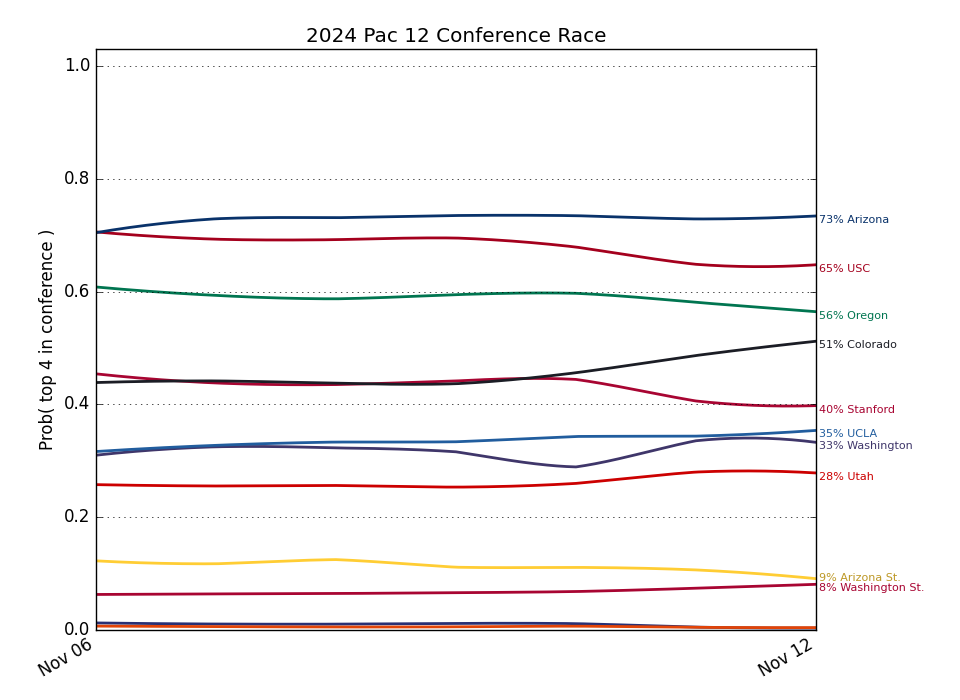 2024 Pac 12 Conference Race
Prob( top 4 in conference )
1.0
0.8
0.6
0.4
0.2
0.0
Nov 06
Nov 12
73% Arizona
65% USC
56% Oregon
51% Colorado
40% Stanford
35% UCLA
33% Washington
28% Utah
9% Arizona St.
8% Washington St.